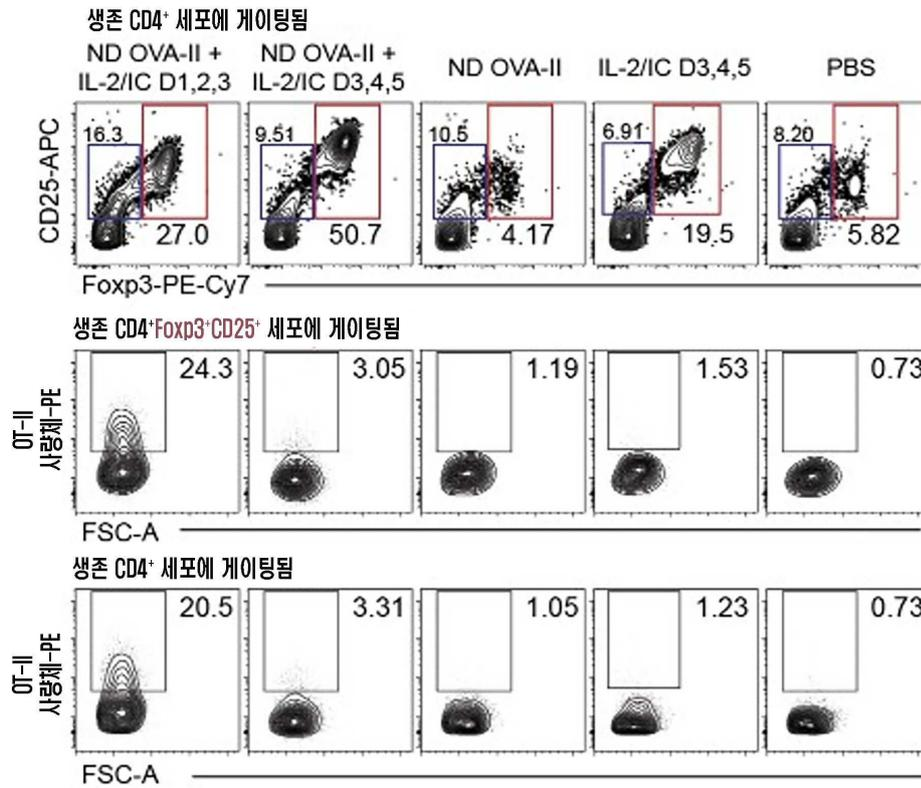 생존 CD4⁺ 세포에 게이팅됨
ND OVA-II +
IL-2/IC D1,2,3
ND OVA-II +
IL-2/IC D3,4,5
ND OVA-II
IL-2/IC D3,4,5
PBS
CD25-APC
16.3
27.0
9.51
50.7
10.5
4.17
6.91
19.5
8.20
5.82
Foxp3-PE-Cy7
생존 CD4⁺Foxp3⁺CD25⁺ 세포에 게이팅됨
OT-II
사량체-PE
24.3
3.05
1.19
1.53
0.73
FSC-A
생존 CD4⁺ 세포에 게이팅됨
OT-II
사량체-PE
20.5
3.31
1.05
1.23
0.73
FSC-A